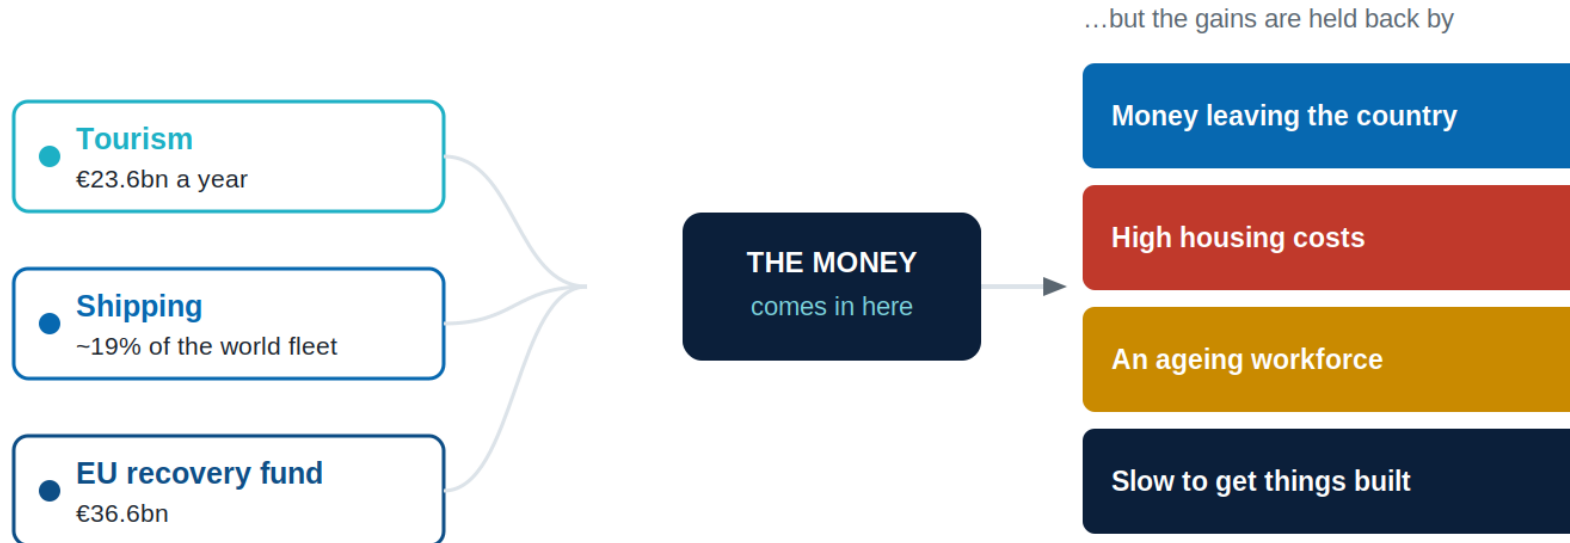 …but the gains are held back by
Tourism
€23.6bn a year
Shipping
~19% of the world fleet
EU recovery fund
€36.6bn
THE MONEY
comes in here
Money leaving the country
High housing costs
An ageing workforce
Slow to get things built